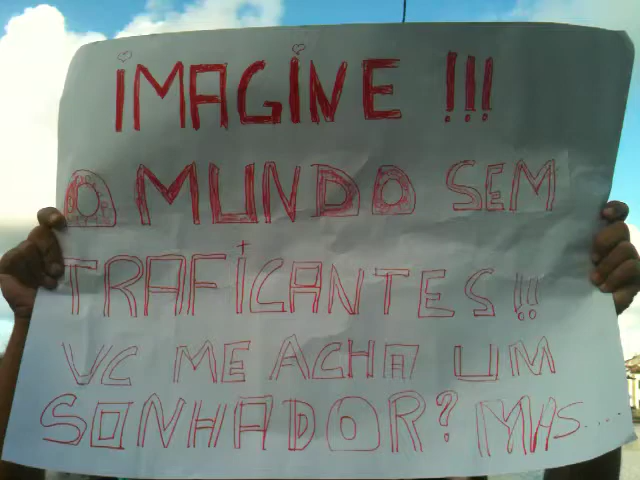 IMAGINE !!!
O MUNDO SEM
TRAFICANTES!!!
VC ME ACHA UM
SONHADOR? MAS....